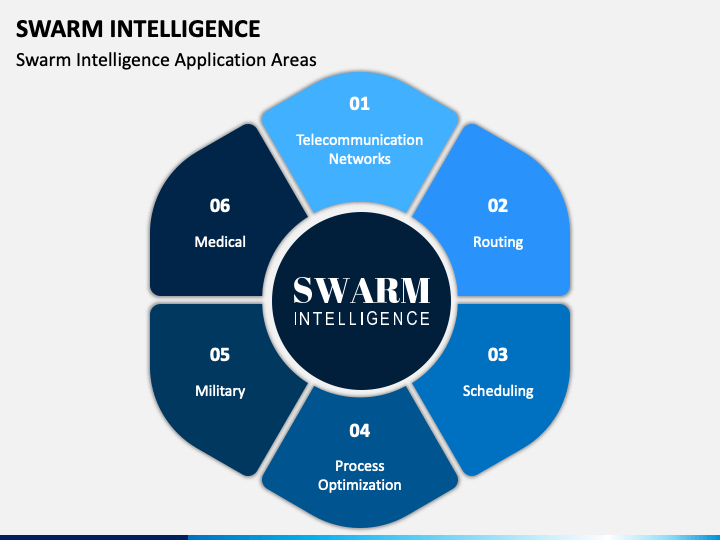 SWARM INTELLIGENCE
Swarm Intelligence Application Areas
01
Telecommunication
Networks
02
Routing
03
Scheduling
04
Process
Optimization
05
Military
06
Medical
SWARM
INTELLIGENCE